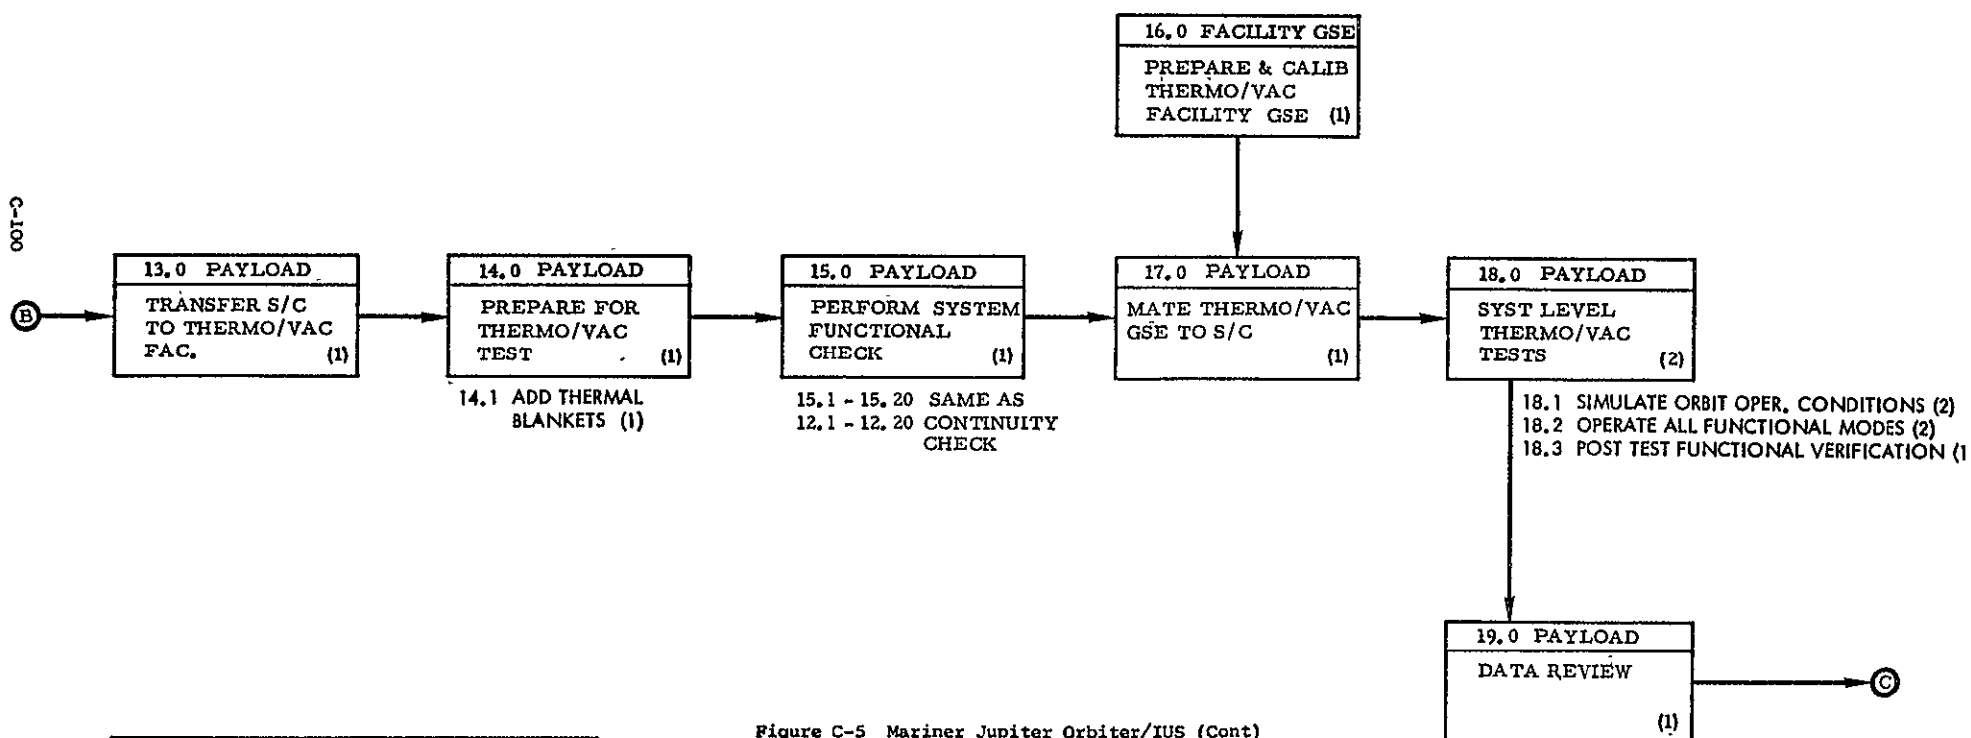 16.0 FACILITY GSE
PREPARE & CALIB
THERMO/VAC
FACILITY GSE (1)
C-100
B
13.0 PAYLOAD
TRANSFER S/C
TO THERMO/VAC
FAC. (1)
14.0 PAYLOAD
PREPARE FOR
THERMO/VAC
TEST (1)
14.1 ADD THERMAL
BLANKETS (1)
15.0 PAYLOAD
PERFORM SYSTEM
FUNCTIONAL
CHECK (1)
15.1 - 15.20 SAME AS
12.1 - 12.20 CONTINUITY
CHECK
17.0 PAYLOAD
MATE THERMO/VAC
GSE TO S/C
(1)
18.0 PAYLOAD
SYST LEVEL
THERMO/VAC
TESTS (2)
18.1 SIMULATE ORBIT OPER. CONDITIONS (2)
18.2 OPERATE ALL FUNCTIONAL MODES (2)
18.3 POST TEST FUNCTIONAL VERIFICATION (1
19.0 PAYLOAD
DATA REVIEW
(1)
C
Figure C-5 Mariner Jupiter Orbiter/IUS (Cont)